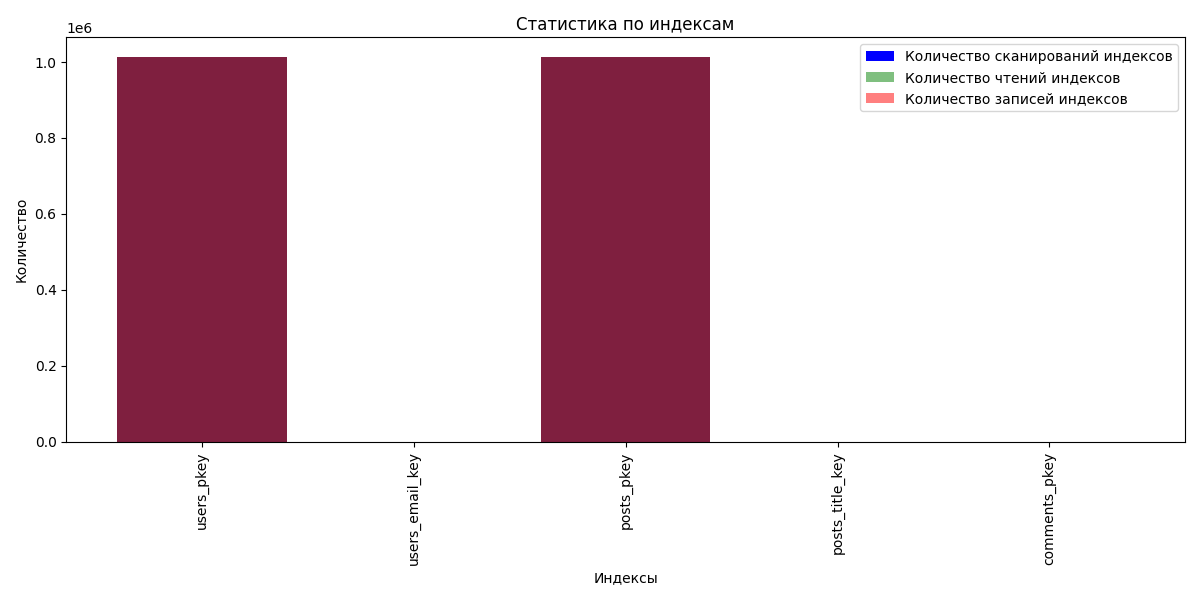 Статистика по индексам
1e6
Количество сканирований индексов
Количество чтений индексов
Количество записей индексов
1.0
0.8
0.6
0.4
0.2
0.0
Количество
users_pkey
users_email_key
posts_pkey
posts_title_key
comments_pkey
Индексы